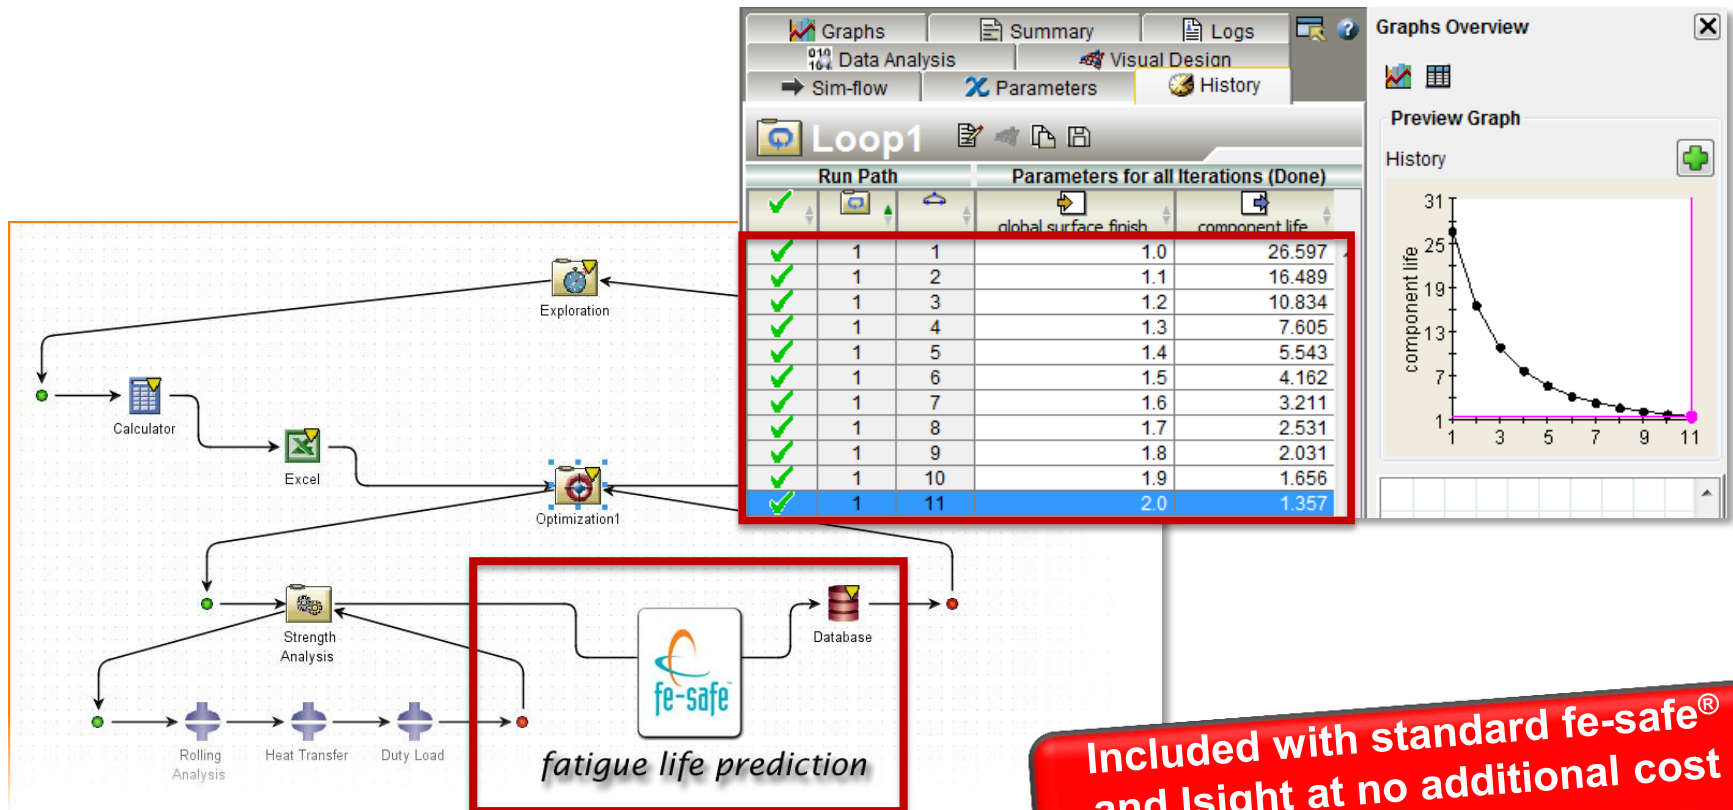 Graphs
Summary
Logs
Data Analysis
Visual Design
Sim-flow
Parameters
History
Loop1
Run Path
Parameters for all Iterations (Done)
global surface finish
component life
1 1 1.0 26.597
1 2 1.1 16.489
1 3 1.2 10.834
1 4 1.3 7.605
1 5 1.4 5.543
1 6 1.5 4.162
1 7 1.6 3.211
1 8 1.7 2.531
1 9 1.8 2.031
1 10 1.9 1.656
1 11 2.0 1.357
Graphs Overview
Preview Graph
History
component life
31
25
19
13
7
1
1 3 5 7 9 11
Exploration
Calculator
Excel
Optimization1
Strength
Analysis
Database
Rolling
Analysis
Heat Transfer
Duty Load
fe-safe™
fatigue life prediction
Included with standard fe-safe®
and Isight at no additional cost